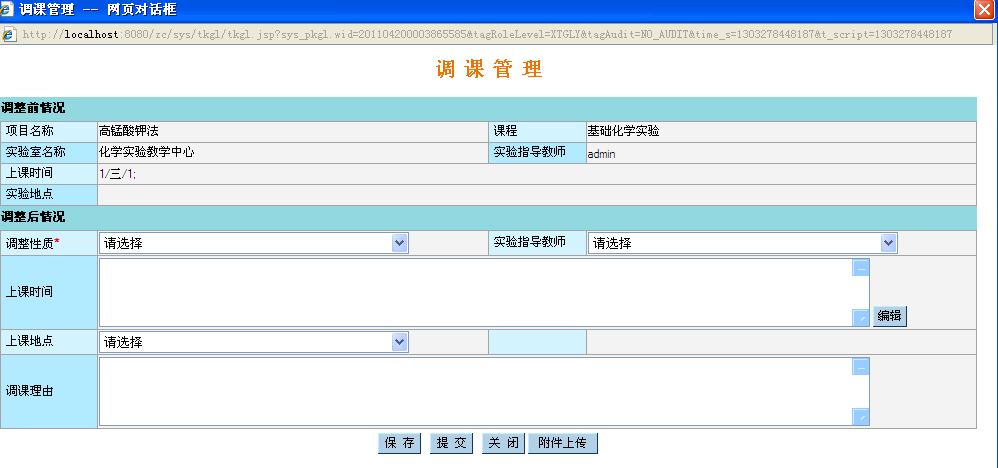 调课管理 -- 网页对话框
http://localhost:8080/zc/sys/tkgl/tkgl.jsp?sys_pkgl.wid=201104200003865585&tagRoleLevel=XTGLY&tagAudit=NO_AUDIT&time_s=1303278448187&t_script=1303278448187
调 课 管 理
调整前情况
项目名称 高锰酸钾法 课程 基础化学实验
实验室名称 化学实验教学中心 实验指导教师 admin
上课时间 1/三/1;
实验地点
调整后情况
调整性质* 请选择 实验指导教师 请选择
上课时间 编辑
上课地点 请选择
调课理由
保 存 提 交 关 闭 附件上传